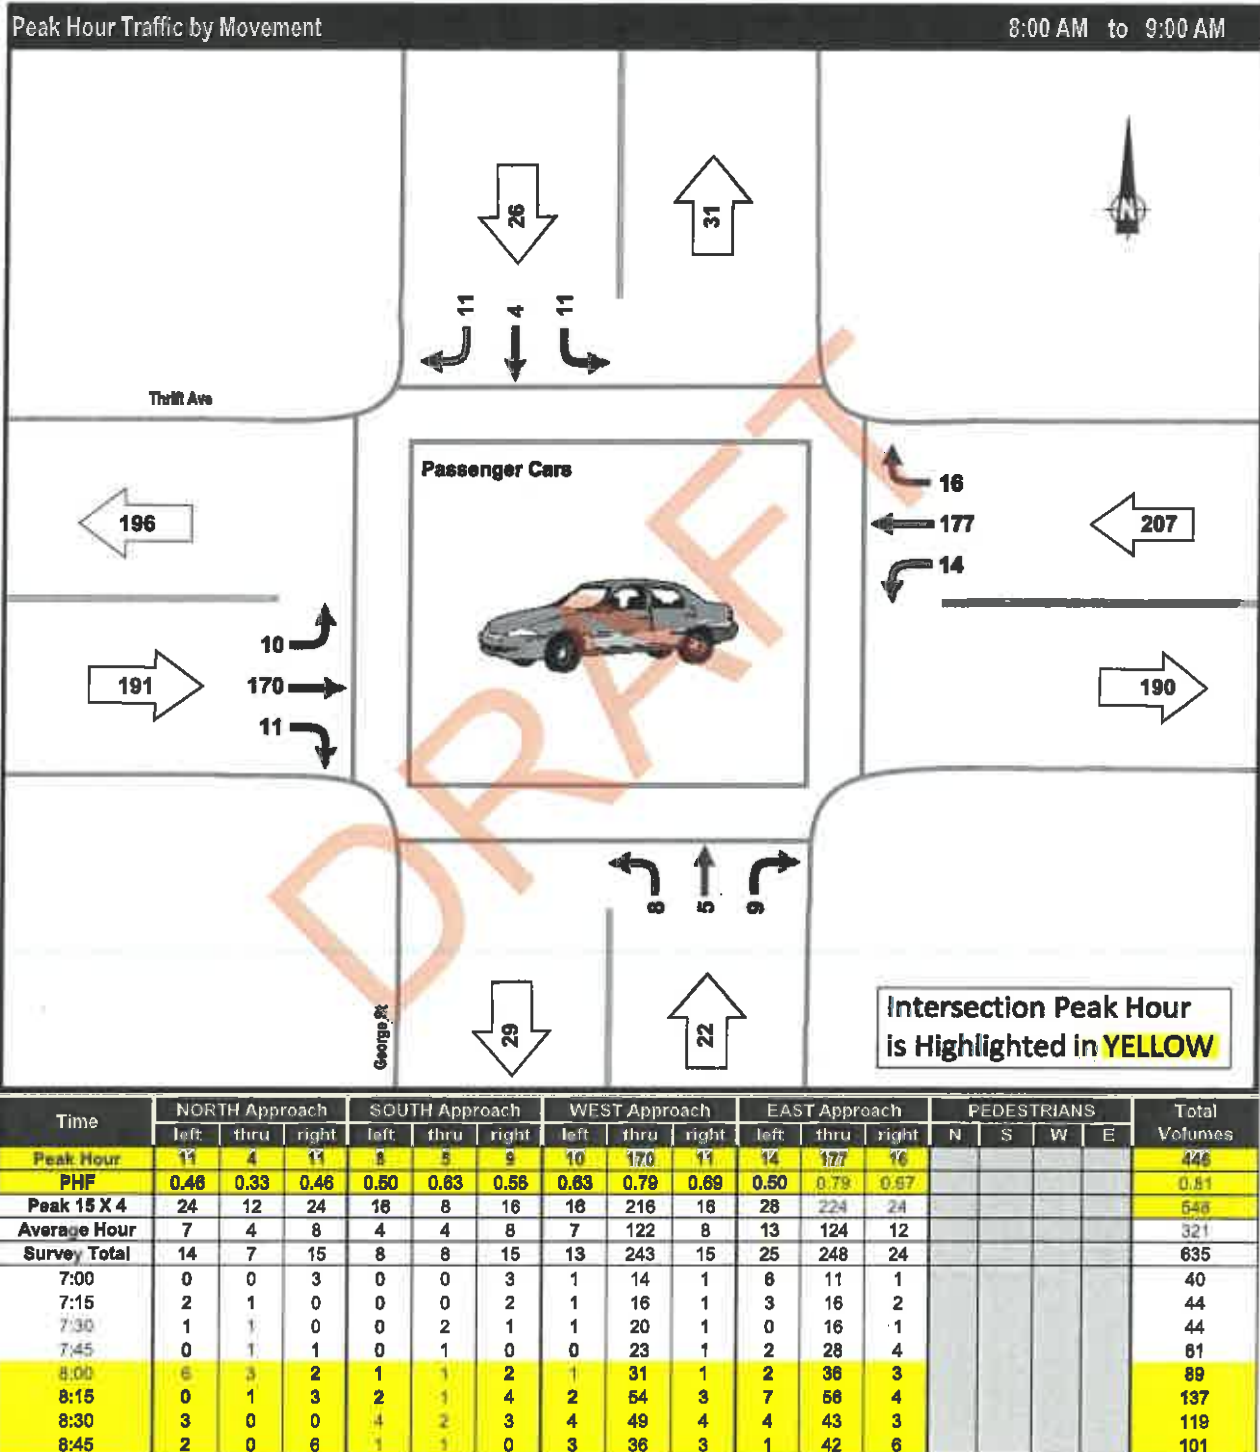 Peak Hour Traffic by Movement 8:00 AM to 9:00 AM
26 31
11 4 11
N
Thrift Ave
Passenger Cars
16
196 177 207
14
10
191 170 190
11
8 5 9
George St
29 22
Intersection Peak Hour
is Highlighted in YELLOW
DRAFT
Time NORTH Approach SOUTH Approach WEST Approach EAST Approach PEDESTRIANS Total
left thru right left thru right left thru right left thru right N S W E Volumes
Peak Hour 11 4 11 8 5 9 10 170 11 14 177 16 446
PHF 0.46 0.33 0.46 0.50 0.63 0.56 0.63 0.79 0.69 0.50 0.79 0.67 0.81
Peak 15 X 4 24 12 24 16 8 16 16 216 16 28 224 24 548
Average Hour 7 4 8 4 4 8 7 122 8 13 124 12 321
Survey Total 14 7 15 8 8 15 13 243 15 25 248 24 635
7:00 0 0 3 0 0 3 1 14 1 6 11 1 40
7:15 2 1 0 0 0 2 1 16 1 3 16 2 44
7:30 1 1 0 0 2 1 1 20 1 0 16 1 44
7:45 0 1 1 0 1 0 0 23 1 2 28 4 61
8:00 6 3 2 1 1 2 1 31 1 2 36 3 89
8:15 0 1 3 2 1 4 2 54 3 7 56 4 137
8:30 3 0 0 4 2 3 4 49 4 4 43 3 119
8:45 2 0 6 1 1 0 3 36 3 1 42 6 101